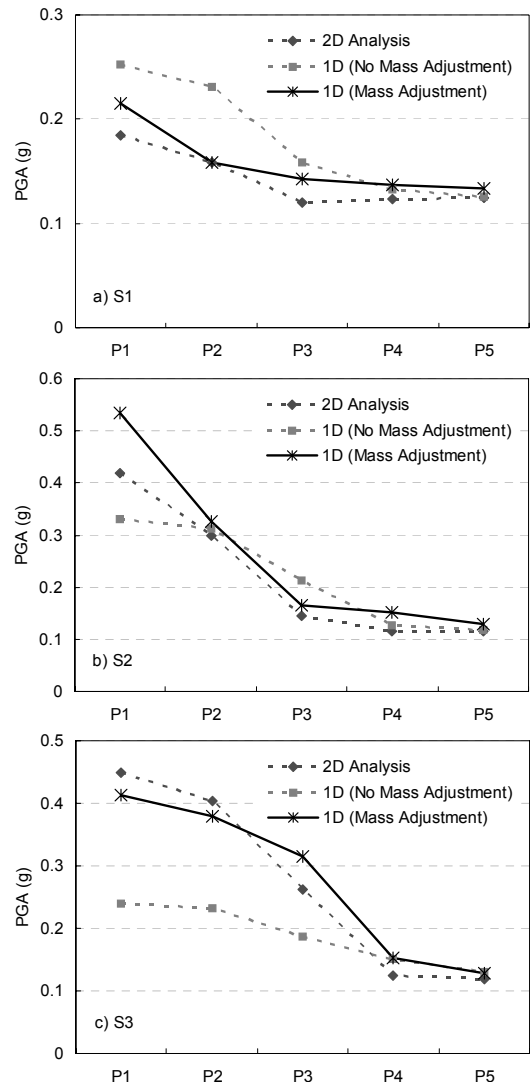 0.3
2D Analysis
1D (No Mass Adjustment)
1D (Mass Adjustment)
0.2
PGA (g)
0.1
a) S1
0
P1 P2 P3 P4 P5
0.6
2D Analysis
1D (No Mass Adjustment)
0.5
1D (Mass Adjustment)
0.4
PGA (g)
0.3
0.2
0.1
b) S2
0
P1 P2 P3 P4 P5
0.5
2D Analysis
1D (No Mass Adjustment)
0.4
1D (Mass Adjustment)
0.3
PGA (g)
0.2
0.1
c) S3
0
P1 P2 P3 P4 P5